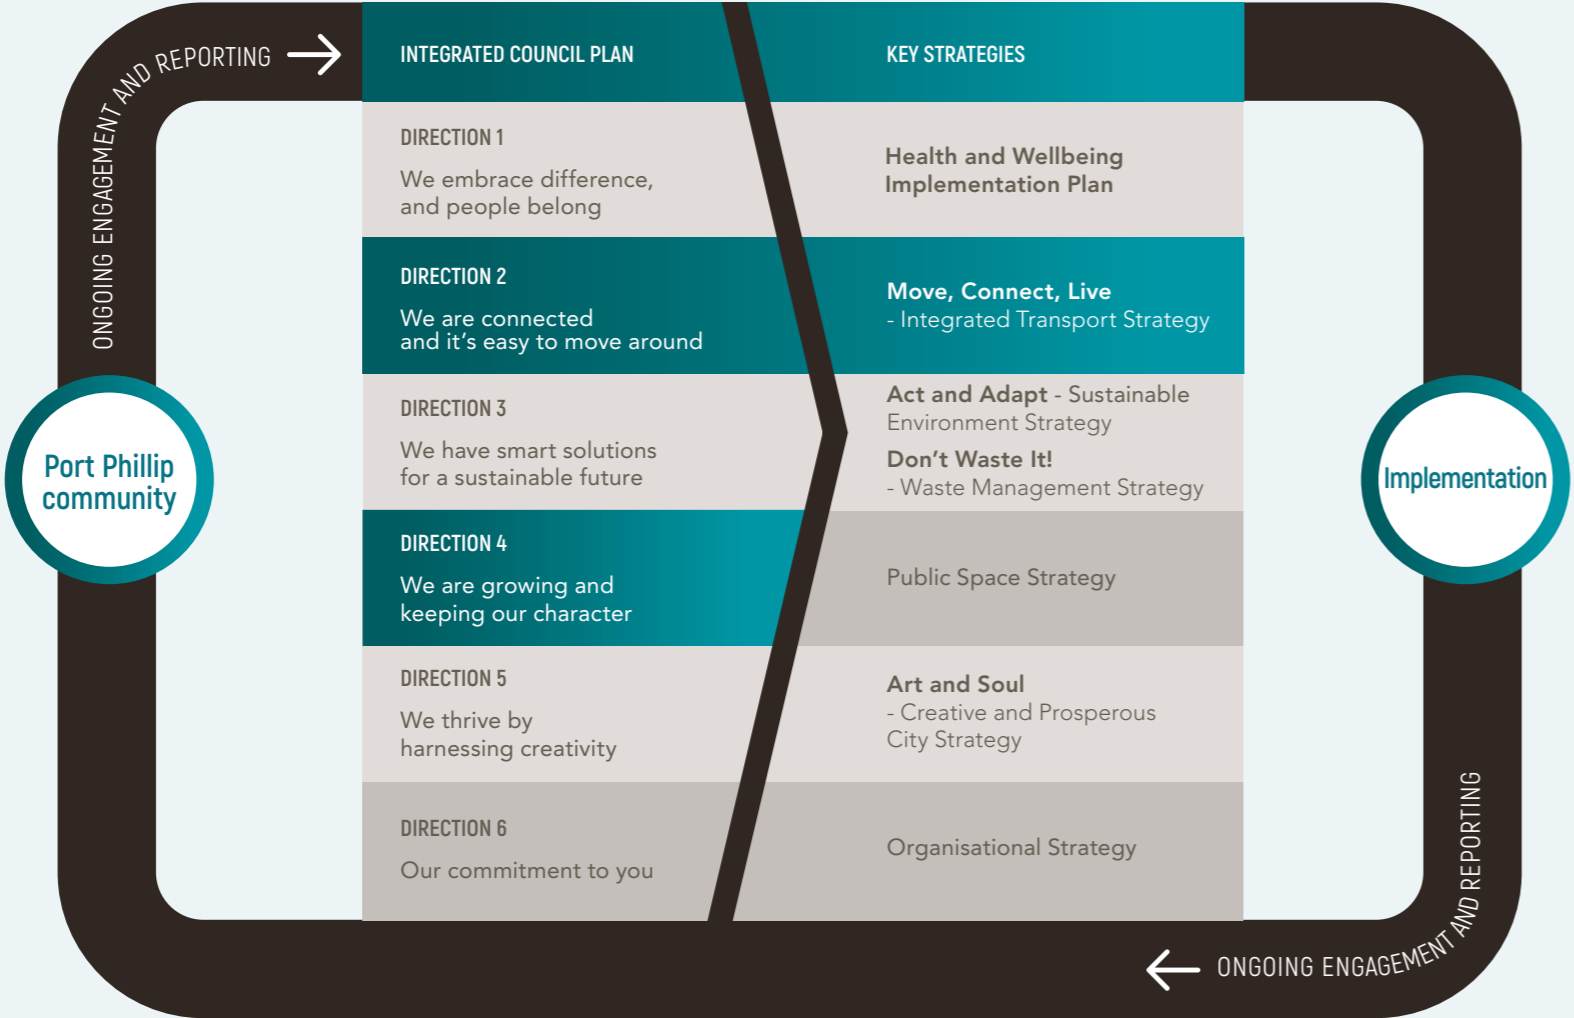 ONGOING ENGAGEMENT AND REPORTING
INTEGRATED COUNCIL PLAN
KEY STRATEGIES
DIRECTION 1
We embrace difference,
and people belong
Health and Wellbeing
Implementation Plan
DIRECTION 2
We are connected
and it’s easy to move around
Move, Connect, Live
- Integrated Transport Strategy
DIRECTION 3
We have smart solutions
for a sustainable future
Act and Adapt - Sustainable
Environment Strategy
Don’t Waste It!
- Waste Management Strategy
Port Phillip
community
Implementation
DIRECTION 4
We are growing and
keeping our character
Public Space Strategy
DIRECTION 5
We thrive by
harnessing creativity
Art and Soul
- Creative and Prosperous
City Strategy
DIRECTION 6
Our commitment to you
Organisational Strategy
ONGOING ENGAGEMENT AND REPORTING